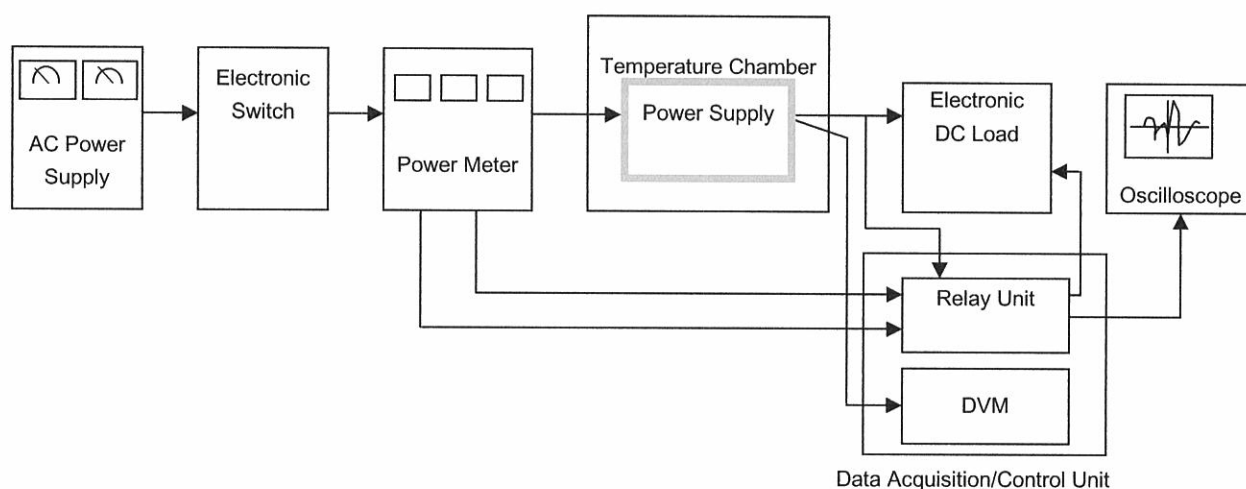 AC Power
Supply
Electronic
Switch
Power Meter
Temperature Chamber
Power Supply
Electronic
DC Load
Oscilloscope
Relay Unit
DVM
Data Acquisition/Control Unit